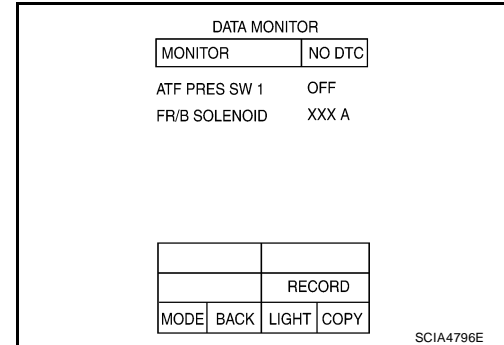 DATA MONITOR
MONITOR NO DTC
ATF PRES SW 1 OFF
FR/B SOLENOID XXX A
RECORD
MODE BACK LIGHT COPY
SCIA4796E